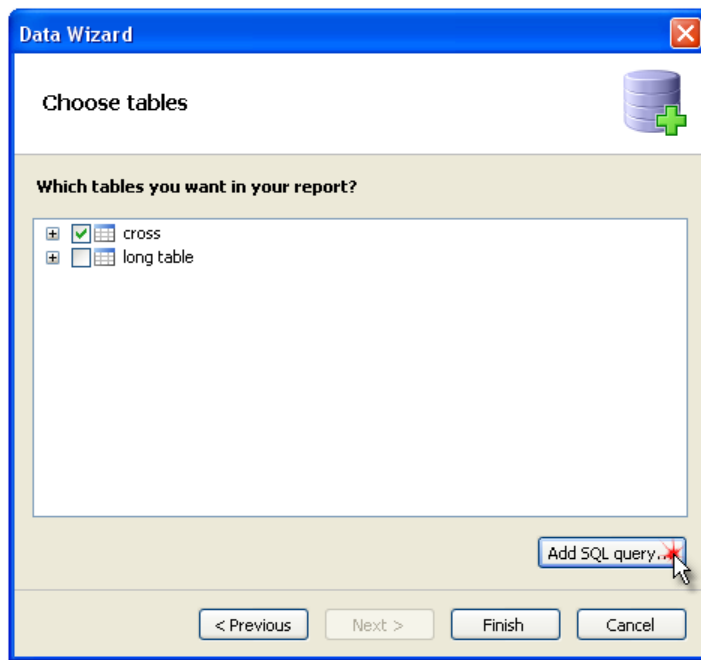 Data Wizard
Choose tables
Which tables you want in your report?
cross
long table
Add SQL query...
< Previous Next > Finish Cancel